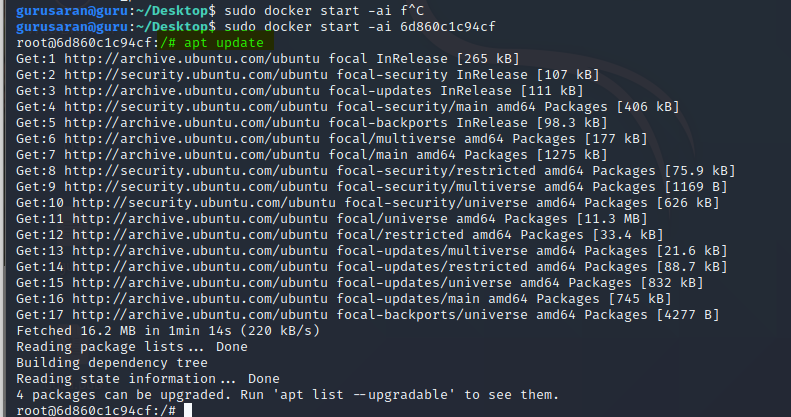 gurusaran@guru:~/Desktop$ sudo docker start -ai f^C
gurusaran@guru:~/Desktop$ sudo docker start -ai 6d860c1c94cf
root@6d860c1c94cf:/# apt update
Get:1 http://archive.ubuntu.com/ubuntu focal InRelease [265 kB]
Get:2 http://security.ubuntu.com/ubuntu focal-security InRelease [107 kB]
Get:3 http://archive.ubuntu.com/ubuntu focal-updates InRelease [111 kB]
Get:4 http://security.ubuntu.com/ubuntu focal-security/main amd64 Packages [406 kB]
Get:5 http://archive.ubuntu.com/ubuntu focal-backports InRelease [98.3 kB]
Get:6 http://archive.ubuntu.com/ubuntu focal/multiverse amd64 Packages [177 kB]
Get:7 http://archive.ubuntu.com/ubuntu focal/main amd64 Packages [1275 kB]
Get:8 http://security.ubuntu.com/ubuntu focal-security/restricted amd64 Packages [75.9 kB]
Get:9 http://security.ubuntu.com/ubuntu focal-security/multiverse amd64 Packages [1169 B]
Get:10 http://security.ubuntu.com/ubuntu focal-security/universe amd64 Packages [626 kB]
Get:11 http://archive.ubuntu.com/ubuntu focal/universe amd64 Packages [11.3 MB]
Get:12 http://archive.ubuntu.com/ubuntu focal/restricted amd64 Packages [33.4 kB]
Get:13 http://archive.ubuntu.com/ubuntu focal-updates/multiverse amd64 Packages [21.6 kB]
Get:14 http://archive.ubuntu.com/ubuntu focal-updates/restricted amd64 Packages [88.7 kB]
Get:15 http://archive.ubuntu.com/ubuntu focal-updates/universe amd64 Packages [832 kB]
Get:16 http://archive.ubuntu.com/ubuntu focal-updates/main amd64 Packages [745 kB]
Get:17 http://archive.ubuntu.com/ubuntu focal-backports/universe amd64 Packages [4277 B]
Fetched 16.2 MB in 1min 14s (220 kB/s)
Reading package lists... Done
Building dependency tree
Reading state information... Done
4 packages can be upgraded. Run 'apt list --upgradable' to see them.
root@6d860c1c94cf:/#